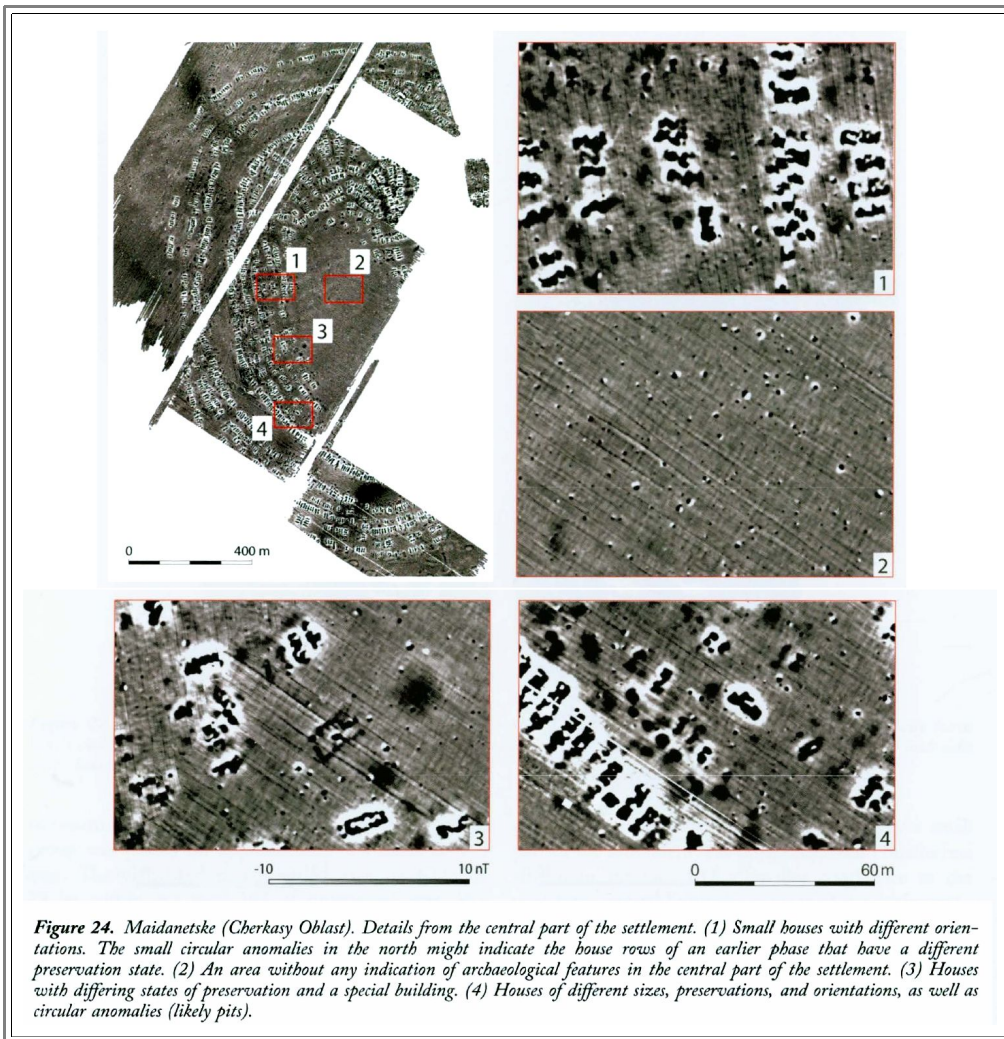 1
2
3
4
0
400 m
1
2
3
4
-10
10 nT
0
60 m
Figure 24. Maidanetske (Cherkasy Oblast). Details from the central part of the settlement. (1) Small houses with different orien-
tations. The small circular anomalies in the north might indicate the house rows of an earlier phase that have a different
preservation state. (2) An area without any indication of archaeological features in the central part of the settlement. (3) Houses
with differing states of preservation and a special building. (4) Houses of different sizes, preservations, and orientations, as well as
circular anomalies (likely pits).